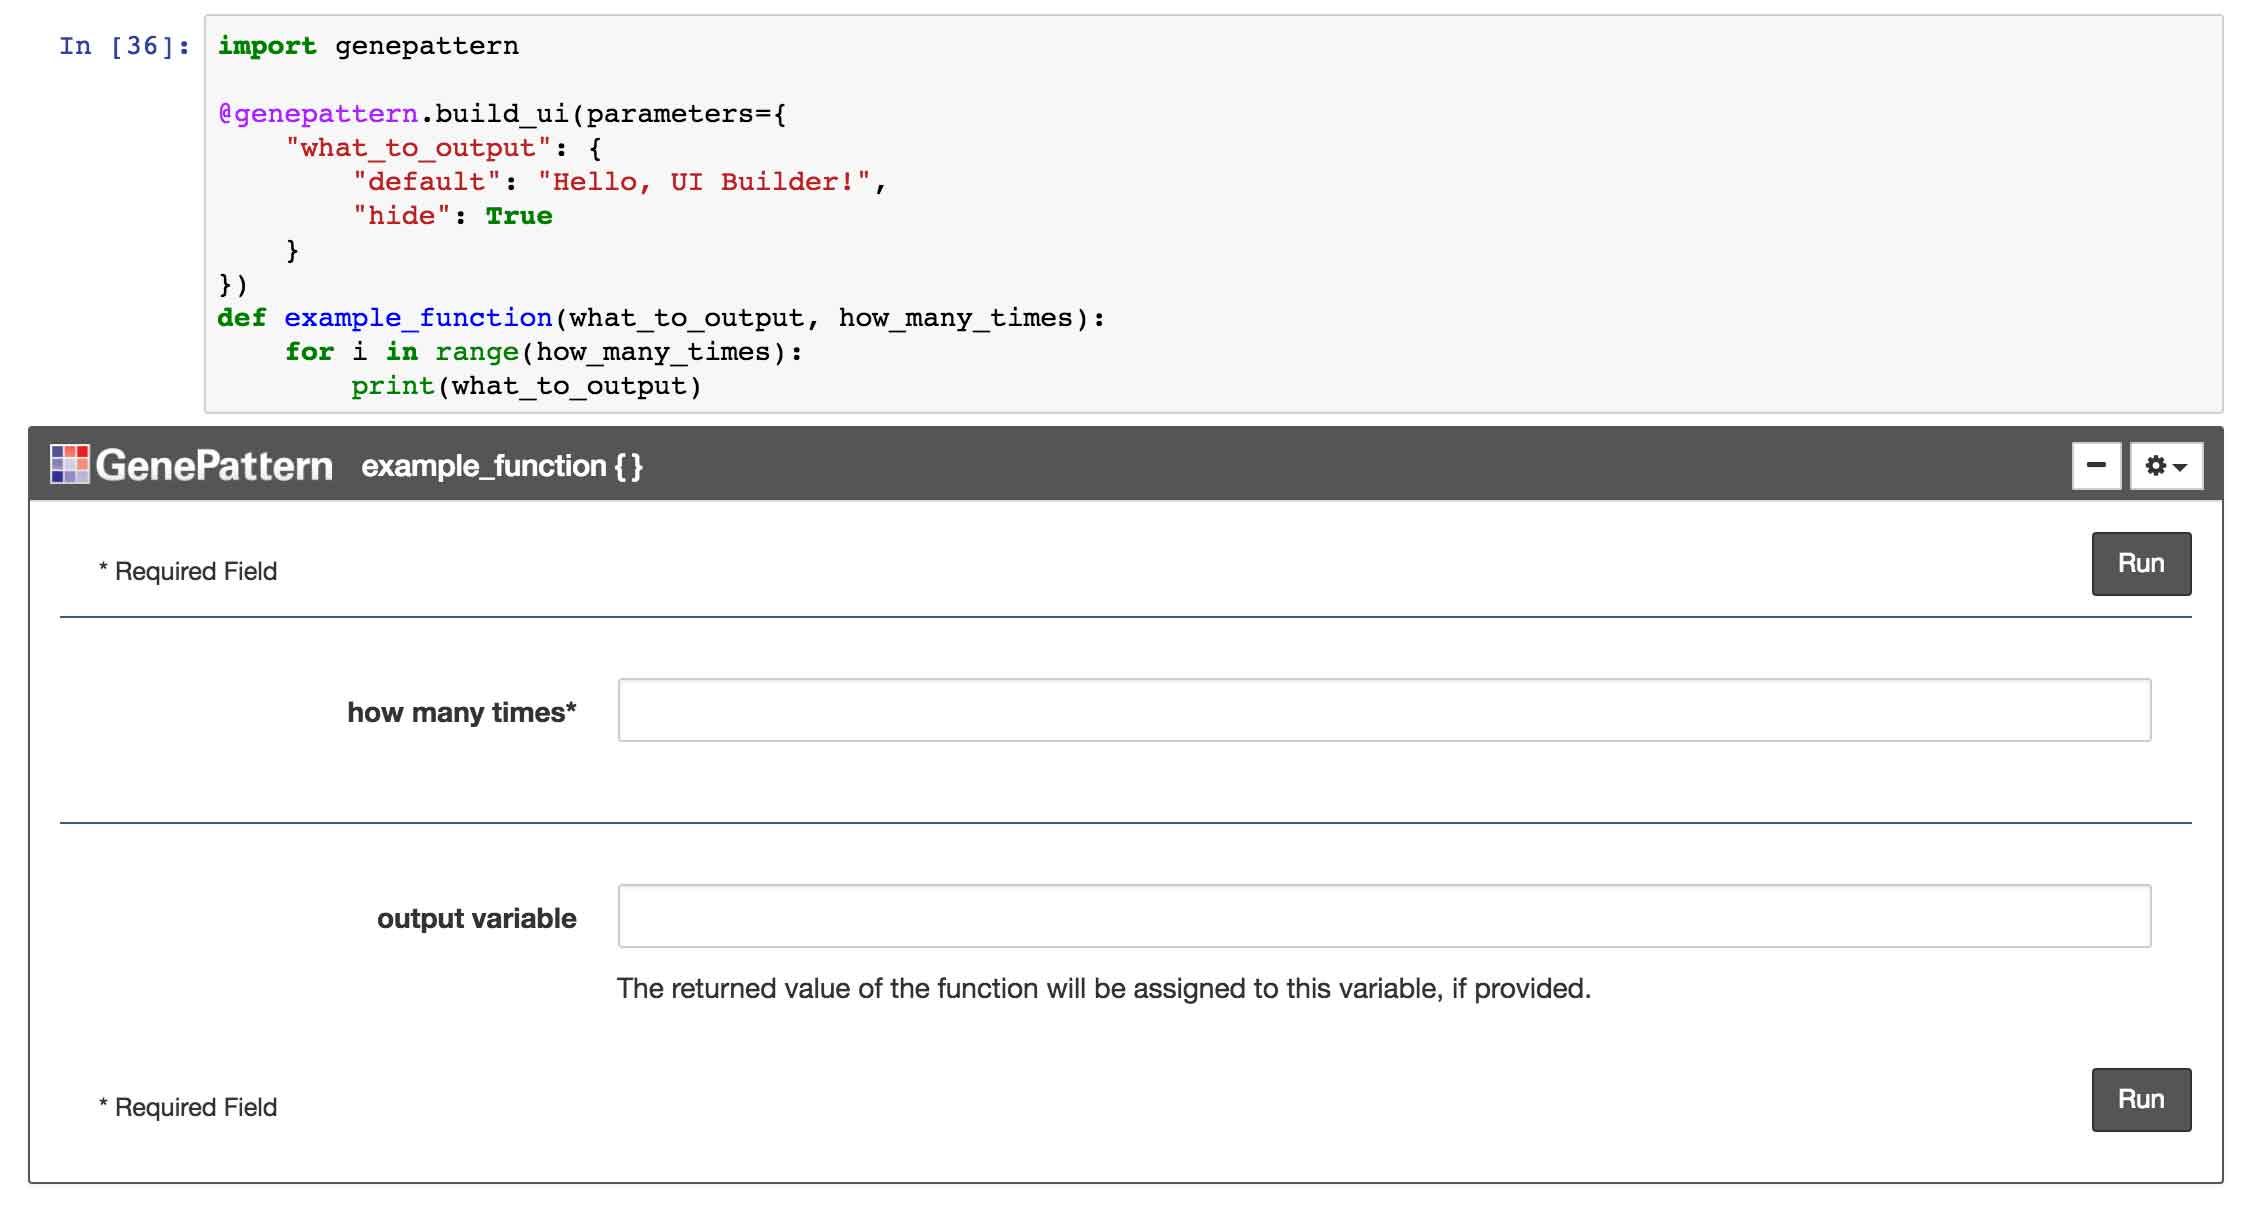 In [36]: import genepattern
@genepattern.build_ui(parameters={
    "what_to_output": {
        "default": "Hello, UI Builder!",
        "hide": True
    }
})
def example_function(what_to_output, how_many_times):
    for i in range(how_many_times):
        print(what_to_output)
GenePattern example_function {}
* Required Field Run
how many times*
output variable
The returned value of the function will be assigned to this variable, if provided.
* Required Field Run